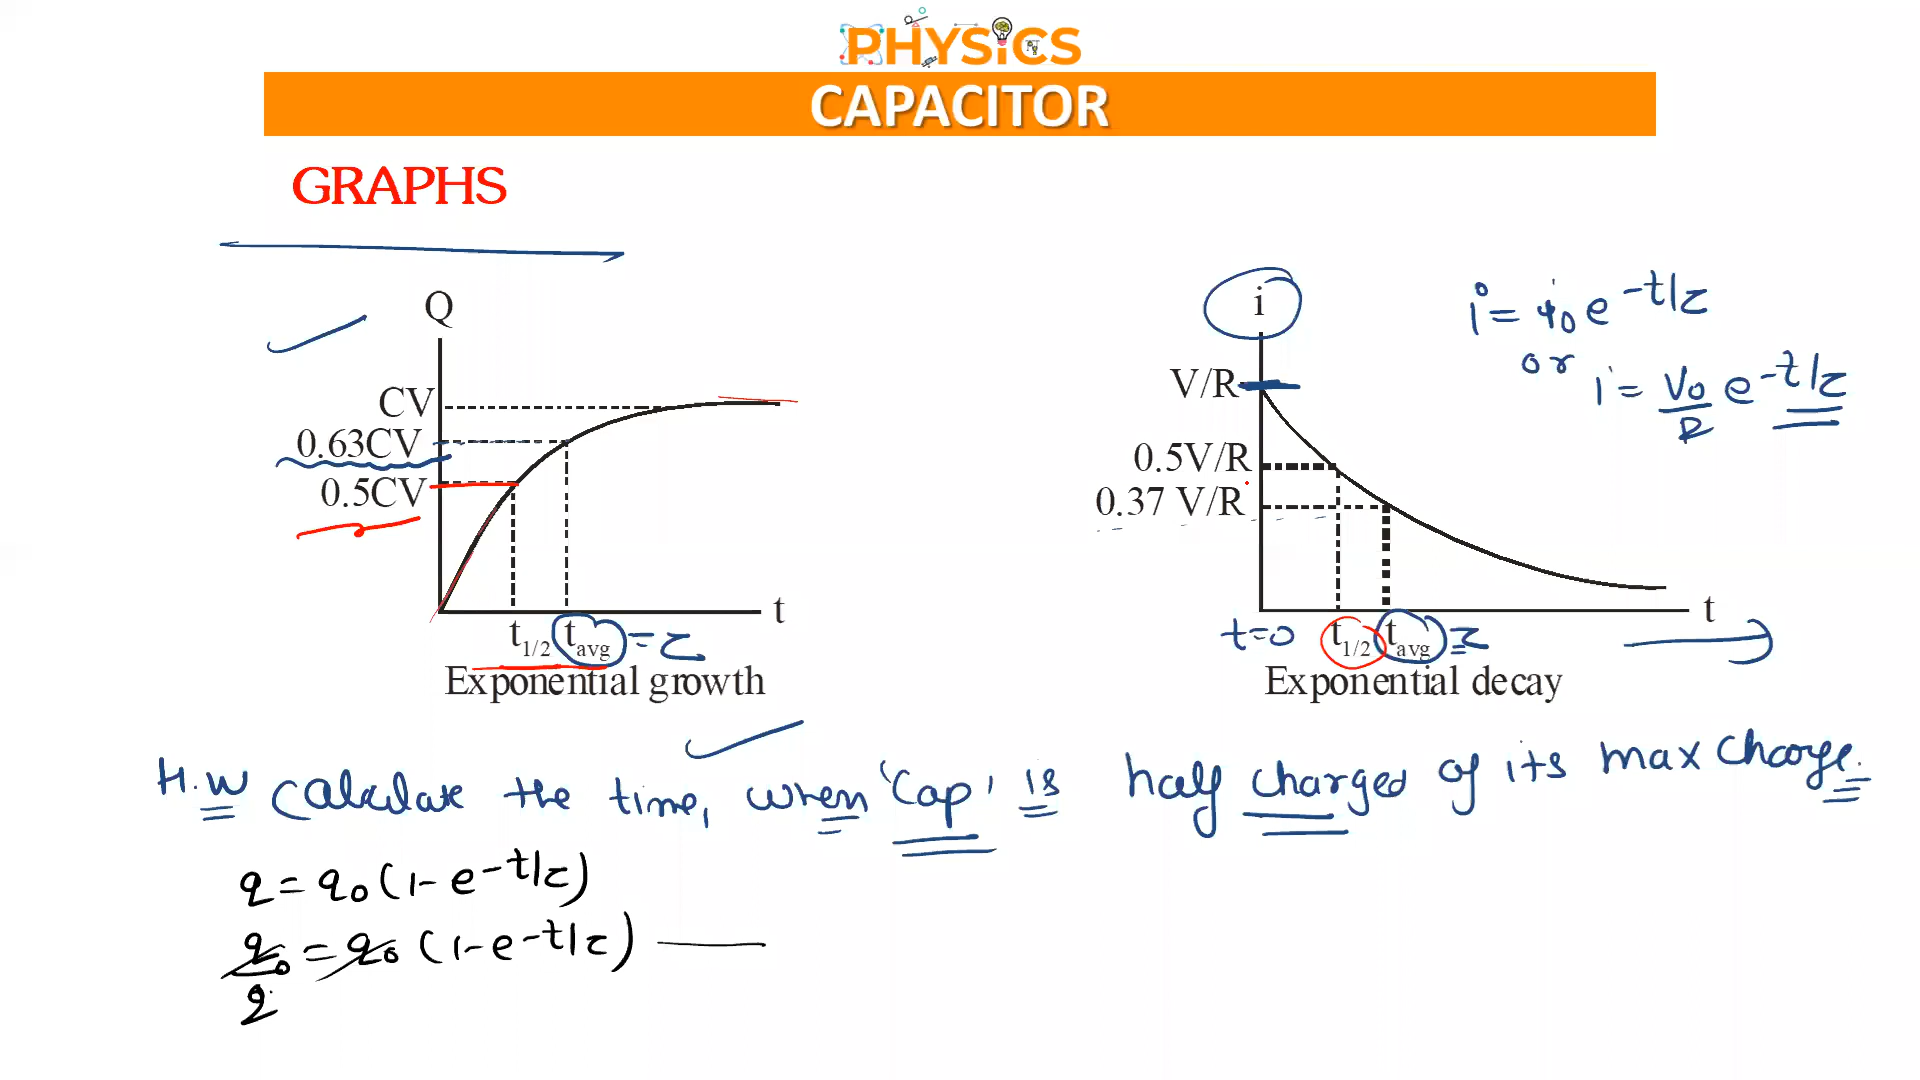 PHYSICS
CAPACITOR
GRAPHS
Q
CV
0.63CV
0.5CV
t
t1/2 tavg = τ
Exponential growth
i
V/R
0.5V/R
0.37 V/R
t
t=0 t1/2 tavg = τ
Exponential decay
i = i0 e-t/τ
or
i = V0/R e-t/τ
H.W Calculate the time, when 'Cap' is half charged of its max charge.
q = q0 (1- e-t/τ)
q0/2 = q0 (1- e-t/τ)